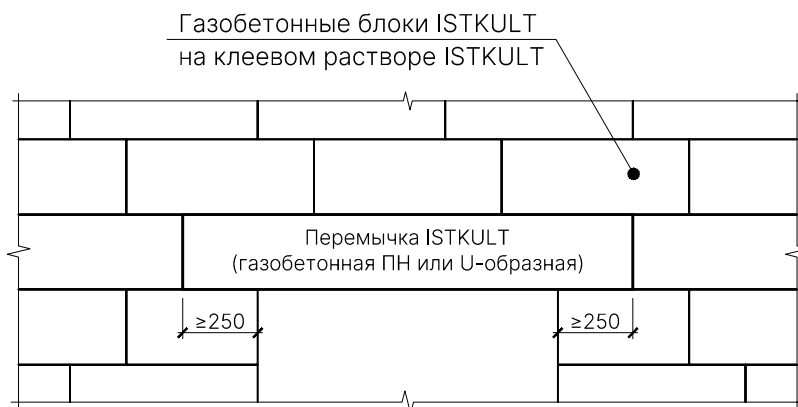 Газобетонные блоки ISTKULT
на клеевом растворе ISTKULT
Перемычка ISTKULT
(газобетонная ПН или U-образная)
≥250
≥250